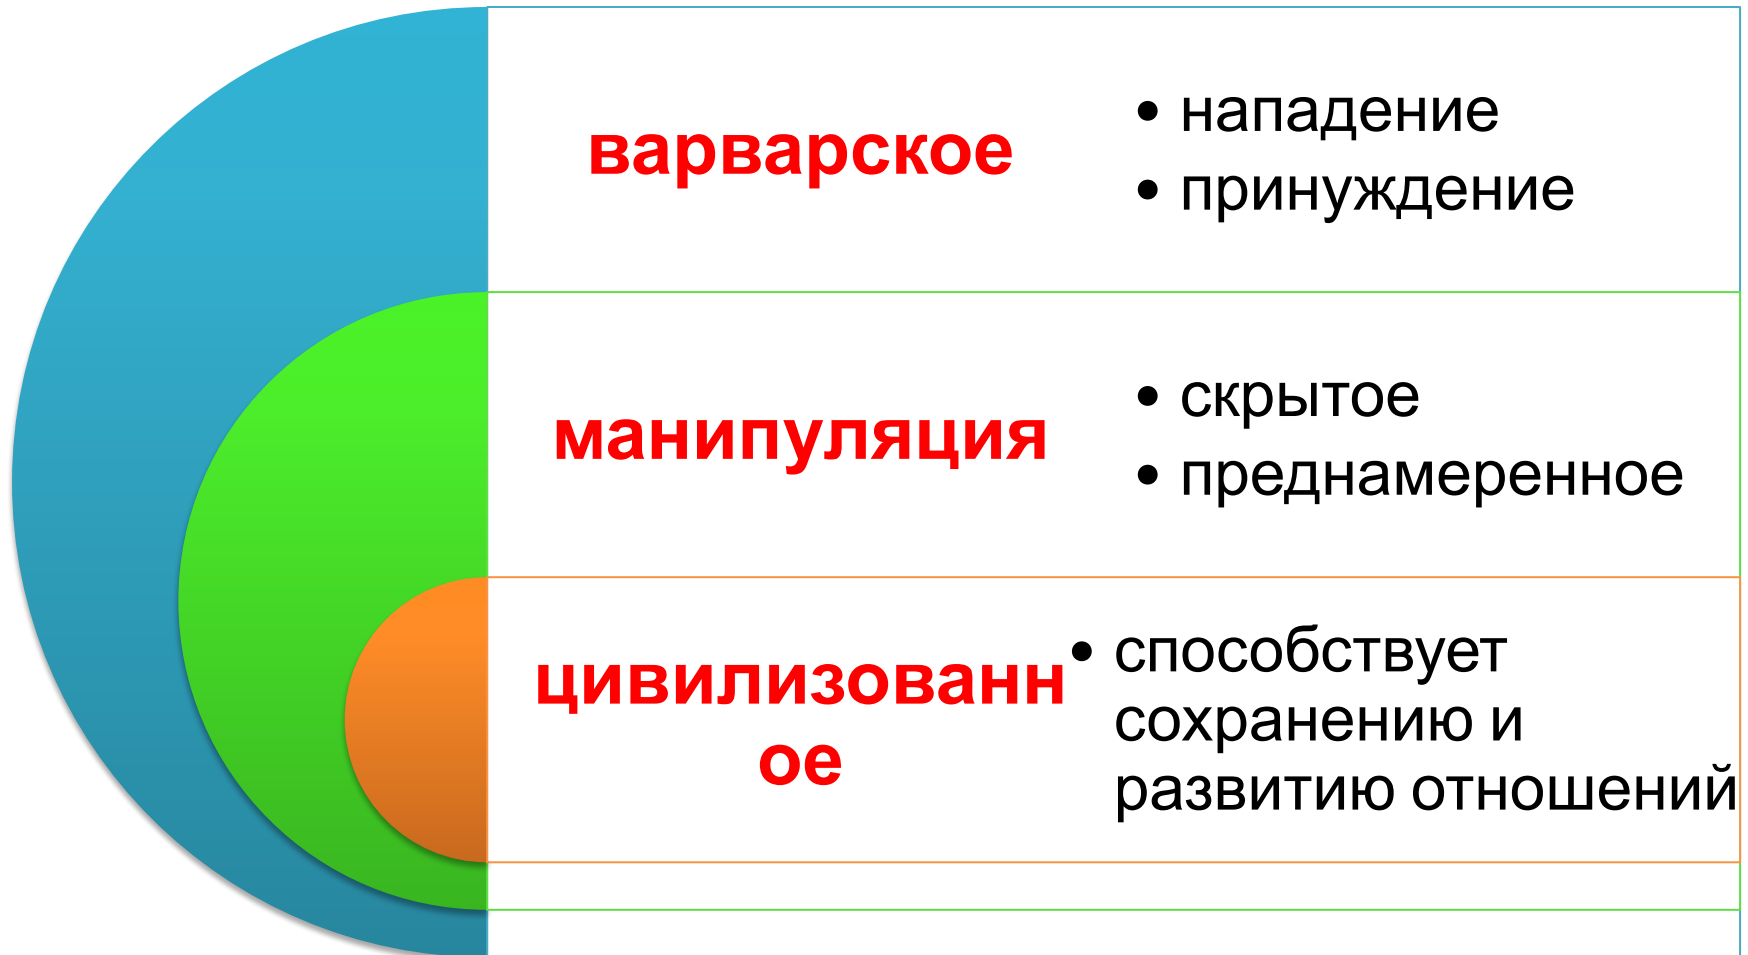 варварское
• нападение
• принуждение
манипуляция
• скрытое
• преднамеренное
цивилизованн
ое
• способствует
сохранению и
развитию отношений